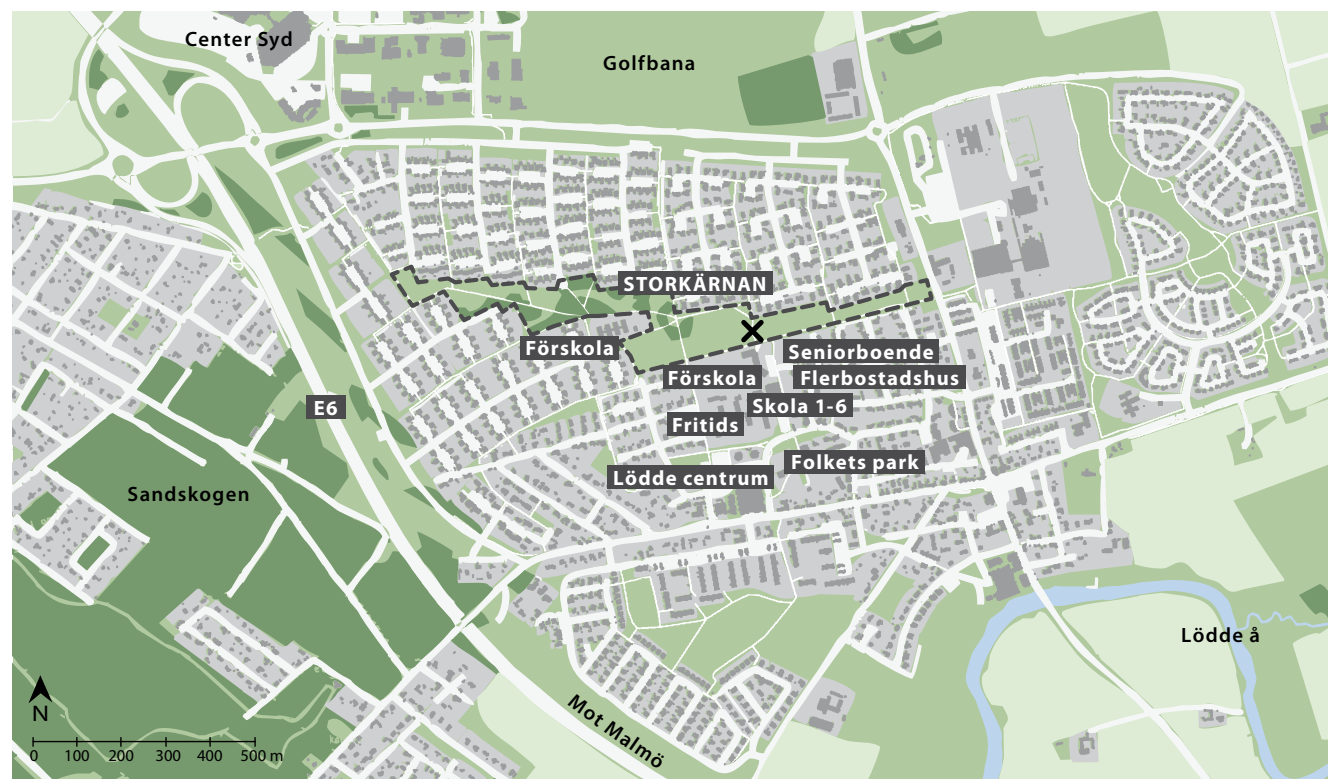 Center Syd
Golfbana
STORKÄRNAN
Förskola
Seniorboende
Förskola
Flerbostadshus
E6
Skola 1-6
Fritids
Folkets park
Lödde centrum
Sandskogen
Lödde å
N
Mot Malmö
0 100 200 300 400 500 m